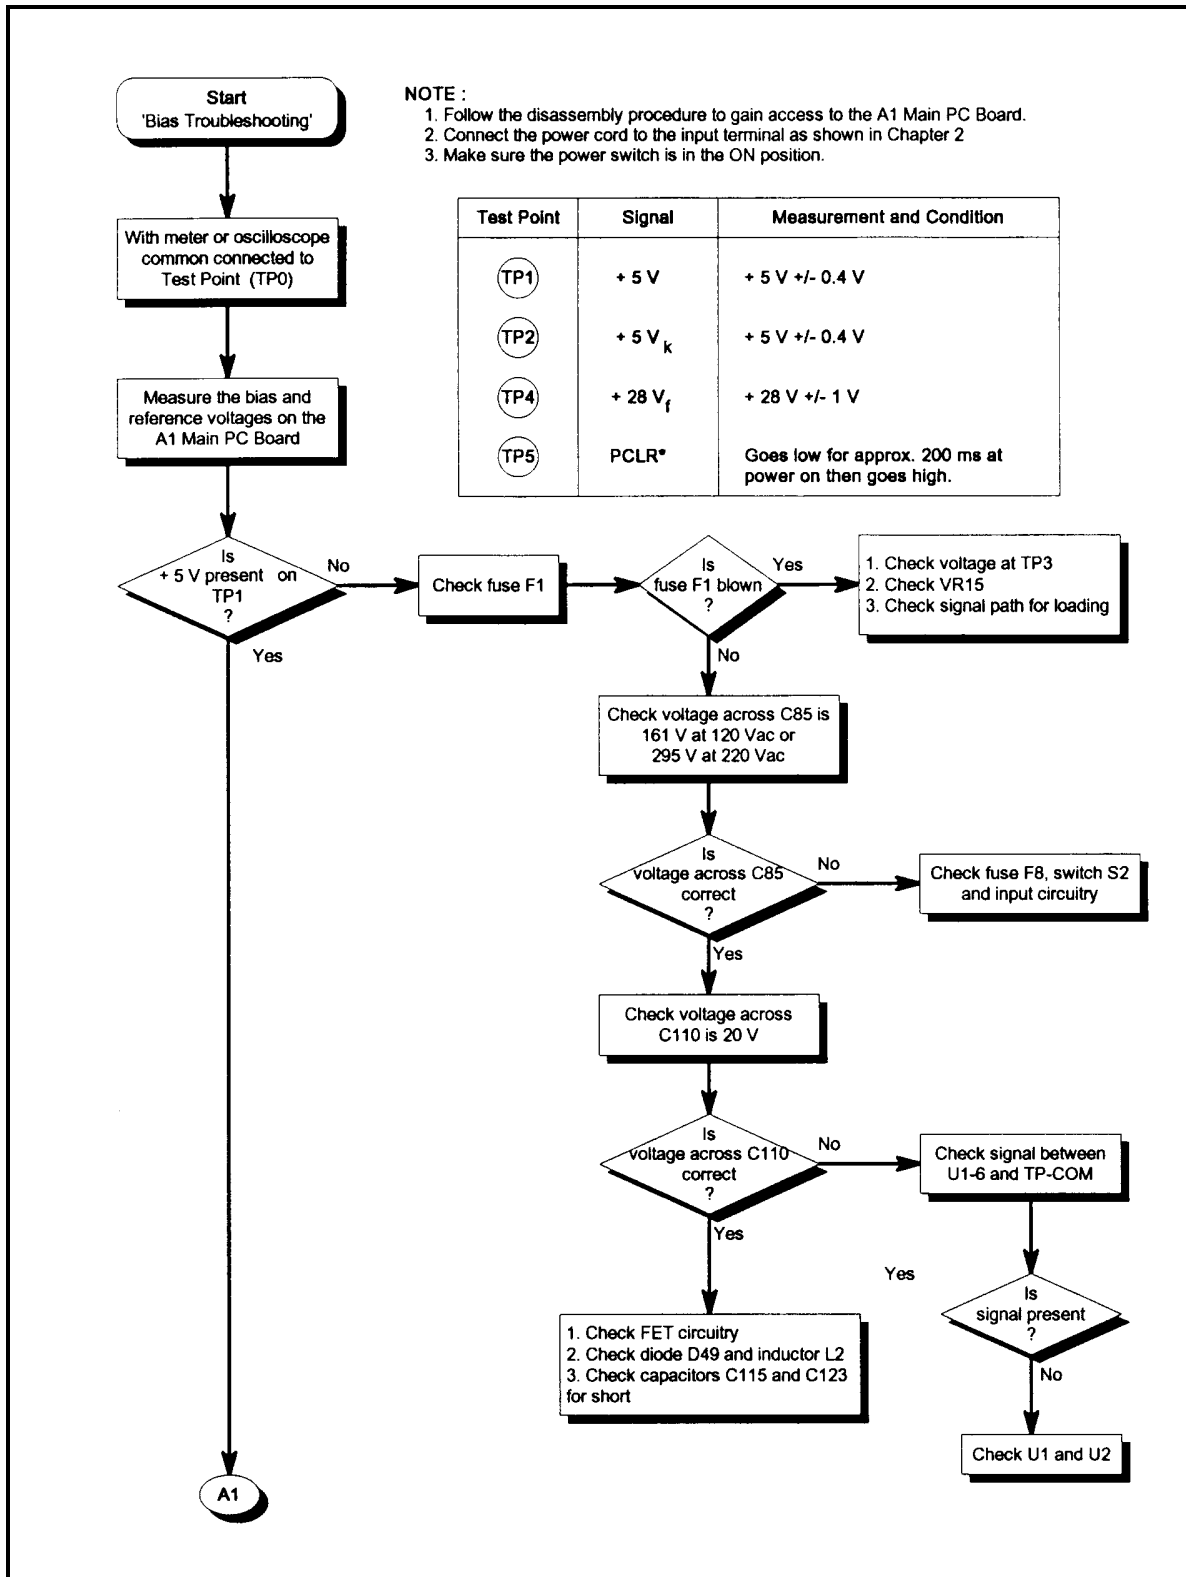 Start
'Bias Troubleshooting'
NOTE :
1. Follow the disassembly procedure to gain access to the A1 Main PC Board.
2. Connect the power cord to the input terminal as shown in Chapter 2
3. Make sure the power switch is in the ON position.
Test Point Signal Measurement and Condition
TP1 + 5 V + 5 V +/- 0.4 V
TP2 + 5 V k + 5 V +/- 0.4 V
TP4 + 28 V f + 28 V +/- 1 V
TP5 PCLR* Goes low for approx. 200 ms at
power on then goes high.
With meter or oscilloscope
common connected to
Test Point (TP0)
Measure the bias and
reference voltages on the
A1 Main PC Board
Is
+ 5 V present on
TP1
?
No
Yes
Check fuse F1
Is
fuse F1 blown
?
Yes
No
1. Check voltage at TP3
2. Check VR15
3. Check signal path for loading
Check voltage across C85 is
161 V at 120 Vac or
295 V at 220 Vac
Is
voltage across C85
correct
?
No
Yes
Check fuse F8, switch S2
and input circuitry
Check voltage across
C110 is 20 V
Is
voltage across C110
correct
?
No
Yes
Check signal between
U1-6 and TP-COM
Yes
Is
signal present
?
No
1. Check FET circuitry
2. Check diode D49 and inductor L2
3. Check capacitors C115 and C123
for short
Check U1 and U2
A1